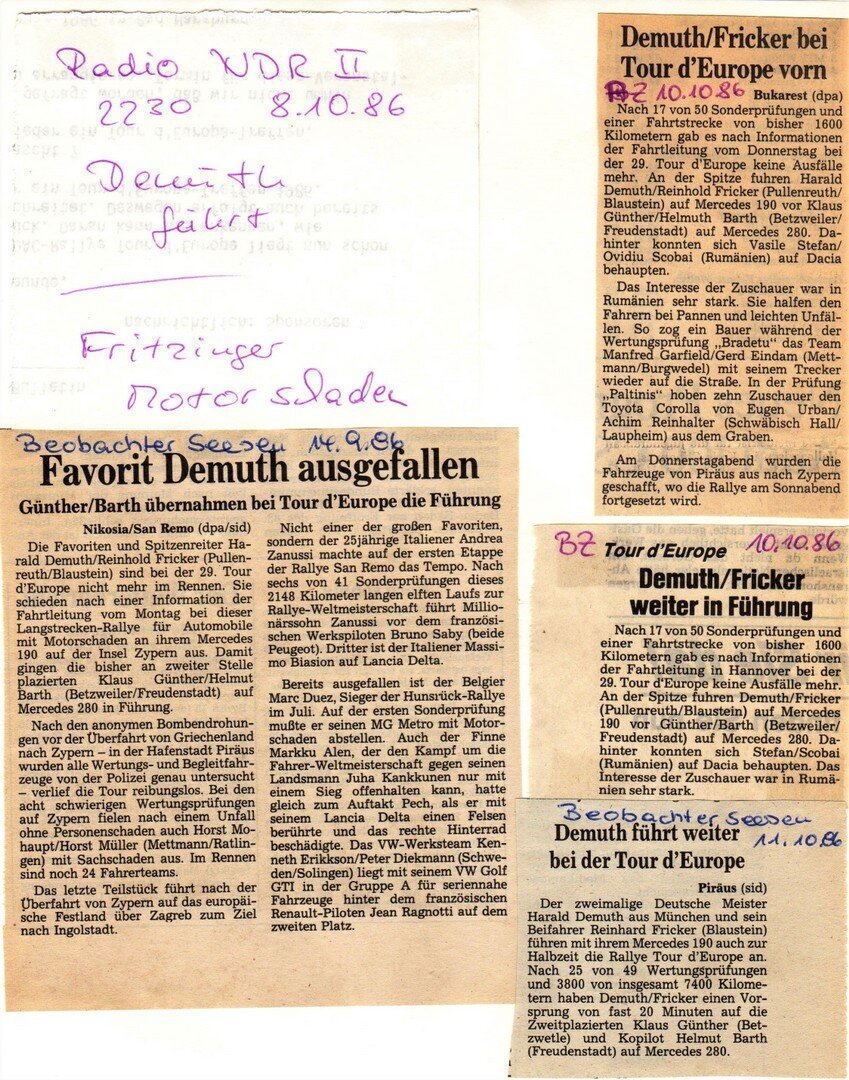 Radio WDR II
2230 8.10.86
Demuth
führt
Fritzinger
Motorschaden
Beobachter Seesen 14.9.86
Favorit Demuth ausgefallen
Günther/Barth übernahmen bei Tour d'Europe die Führung
Nikosia/San Remo (dpa/sid)
Die Favoriten und Spitzenreiter Ha-
rald Demuth/Reinhold Fricker (Pullen-
reuth/Blaustein) sind bei der 29. Tour
d'Europe nicht mehr im Rennen. Sie
schieden nach einer Information der
Fahrtleitung vom Montag bei dieser
Langstrecken-Rallye für Automobile
mit Motorschaden an ihrem Mercedes
190 auf der Insel Zypern aus. Damit
gingen die bisher an zweiter Stelle
plazierten Klaus Günther/Helmut
Barth (Betzweiler/Freudenstadt) auf
Mercedes 280 in Führung.
Nach den anonymen Bombendrohun-
gen vor der Überfahrt von Griechenland
nach Zypern – in der Hafenstadt Piräus
wurden alle Wertungs- und Begleitfahr-
zeuge von der Polizei genau untersucht
- verlief die Tour reibungslos. Bei den
acht schwierigen Wertungsprüfungen
auf Zypern fielen nach einem Unfall
ohne Personenschaden auch Horst Mo-
haupt/Horst Müller (Mettmann/Ratlin-
gen) mit Sachschaden aus. Im Rennen
sind noch 24 Fahrerteams.
Das letzte Teilstück führt nach der
Überfahrt von Zypern auf das europäi-
sche Festland über Zagreb zum Ziel
nach Ingolstadt.
Nicht einer der großen Favoriten,
sondern der 25jährige Italiener Andrea
Zanussi machte auf der ersten Etappe
der Rallye San Remo das Tempo. Nach
sechs von 41 Sonderprüfungen dieses
2148 Kilometer langen elften Laufs zur
Rallye-Weltmeisterschaft führt Millio-
närssohn Zanussi vor dem französi-
schen Werkspiloten Bruno Saby (beide
Peugeot). Dritter ist der Italiener Massi-
mo Biasion auf Lancia Delta.
Bereits ausgefallen ist der Belgier
Marc Duez, Sieger der Hunsrück-Rallye
im Juli. Auf der ersten Sonderprüfung
mußte er seinen MG Metro mit Motor-
schaden abstellen. Auch der Finne
Markku Alen, der den Kampf um die
Fahrer-Weltmeisterschaft gegen seinen
Landsmann Juha Kankkunen nur mit
einem Sieg offenhalten kann, hatte
gleich zum Auftakt Pech, als er mit
seinem Lancia Delta einen Felsen
berührte und das rechte Hinterrad
beschädigte. Das VW-Werksteam Ken-
neth Erikkson/Peter Diekmann (Schwe-
den/Solingen) liegt mit seinem VW Golf
GTI in der Gruppe A für seriennahe
Fahrzeuge hinter dem französischen
Renault-Piloten Jean Ragnotti auf dem
zweiten Platz.
Demuth/Fricker bei
Tour d'Europe vorn
BZ 10.10.86 Bukarest (dpa)
Nach 17 von 50 Sonderprüfungen und
einer Fahrtstrecke von bisher 1600
Kilometern gab es nach Informationen
der Fahrtleitung vom Donnerstag bei
der 29. Tour d'Europe keine Ausfälle
mehr. An der Spitze fuhren Harald
Demuth/Reinhold Fricker (Pullenreuth/
Blaustein) auf Mercedes 190 vor Klaus
Günther/Helmuth Barth (Betzweiler/
Freudenstadt) auf Mercedes 280. Da-
hinter konnten sich Vasile Stefan/
Ovidiu Scobai (Rumänien) auf Dacia
behaupten.
Das Interesse der Zuschauer war in
Rumänien sehr stark. Sie halfen den
Fahrern bei Pannen und leichten Unfäl-
len. So zog ein Bauer während der
Wertungsprüfung „Bradetu" das Team
Manfred Garfield/Gerd Eindam (Mett-
mann/Burgwedel) mit seinem Trecker
wieder auf die Straße. In der Prüfung
„Paltinis" hoben zehn Zuschauer den
Toyota Corolla von Eugen Urban/
Achim Reinhalter (Schwäbisch Hall/
Laupheim) aus dem Graben.
Am Donnerstagabend wurden die
Fahrzeuge von Piräus aus nach Zypern
geschafft, wo die Rallye am Sonnabend
fortgesetzt wird.
BZ Tour d'Europe 10.10.86
Demuth/Fricker
weiter in Führung
Nach 17 von 50 Sonderprüfungen und
einer Fahrtstrecke von bisher 1600
Kilometern gab es nach Informationen
der Fahrtleitung in Hannover bei der
29. Tour d'Europe keine Ausfälle mehr.
An der Spitze fuhren Demuth/Fricker
(Pullenreuth/Blaustein) auf Mercedes
190 vor Günther/Barth (Betzweiler/
Freudenstadt) auf Mercedes 280. Da-
hinter konnten sich Stefan/Scobai
(Rumänien) auf Dacia behaupten. Das
Interesse der Zuschauer war in Rumä-
nien sehr stark.
Beobachter Seesen
11.10.86
Demuth führt weiter
bei der Tour d'Europe
Piräus (sid)
Der zweimalige Deutsche Meister
Harald Demuth aus München und sein
Beifahrer Reinhard Fricker (Blaustein)
führen mit ihrem Mercedes 190 auch zur
Halbzeit die Rallye Tour d'Europe an.
Nach 25 von 49 Wertungsprüfungen
und 3800 von insgesamt 7400 Kilome-
tern haben Demuth/Fricker einen Vor-
sprung von fast 20 Minuten auf die
Zweitplazierten Klaus Günther (Bet-
zwetle) und Kopilot Helmut Barth
(Freudenstadt) auf Mercedes 280.